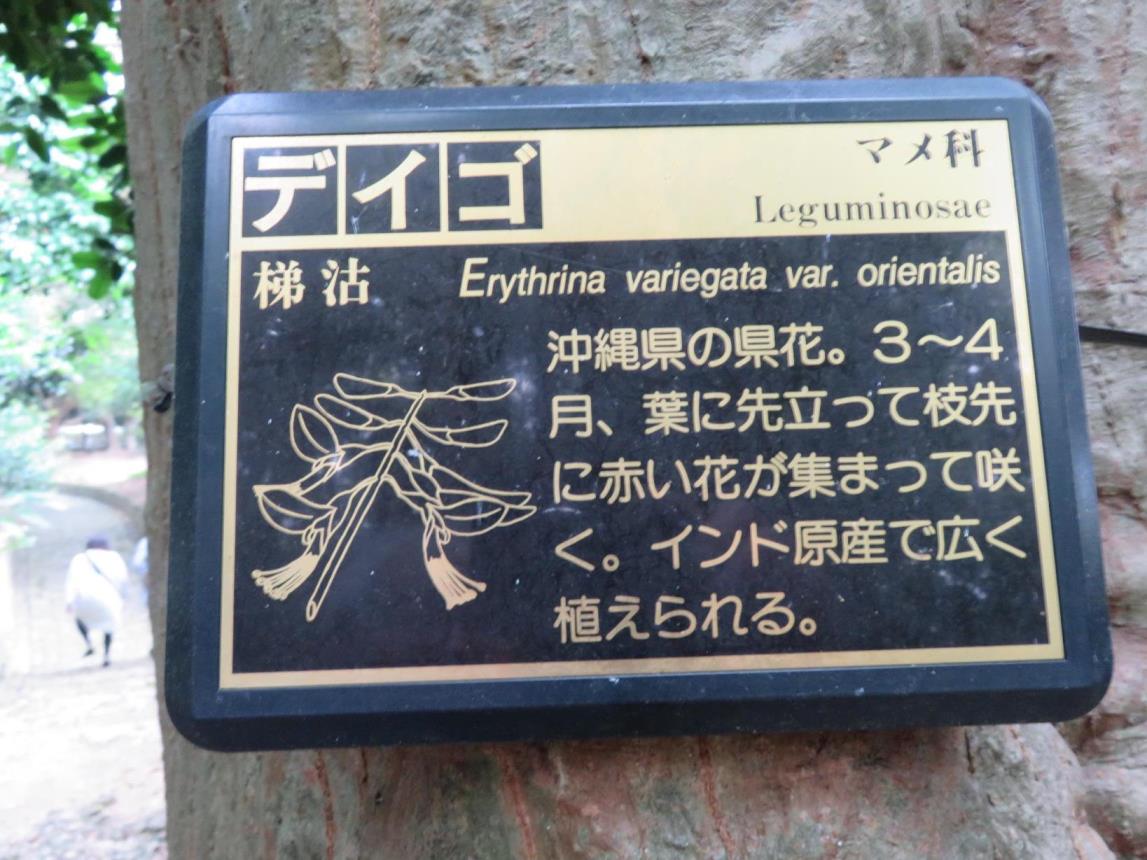 デイゴ
マメ科
Leguminosae
梯沽
Erythrina variegata var. orientalis
沖縄県の県花。3〜4
月、葉に先立って枝先
に赤い花が集まって咲
く。インド原産で広く
植えられる。